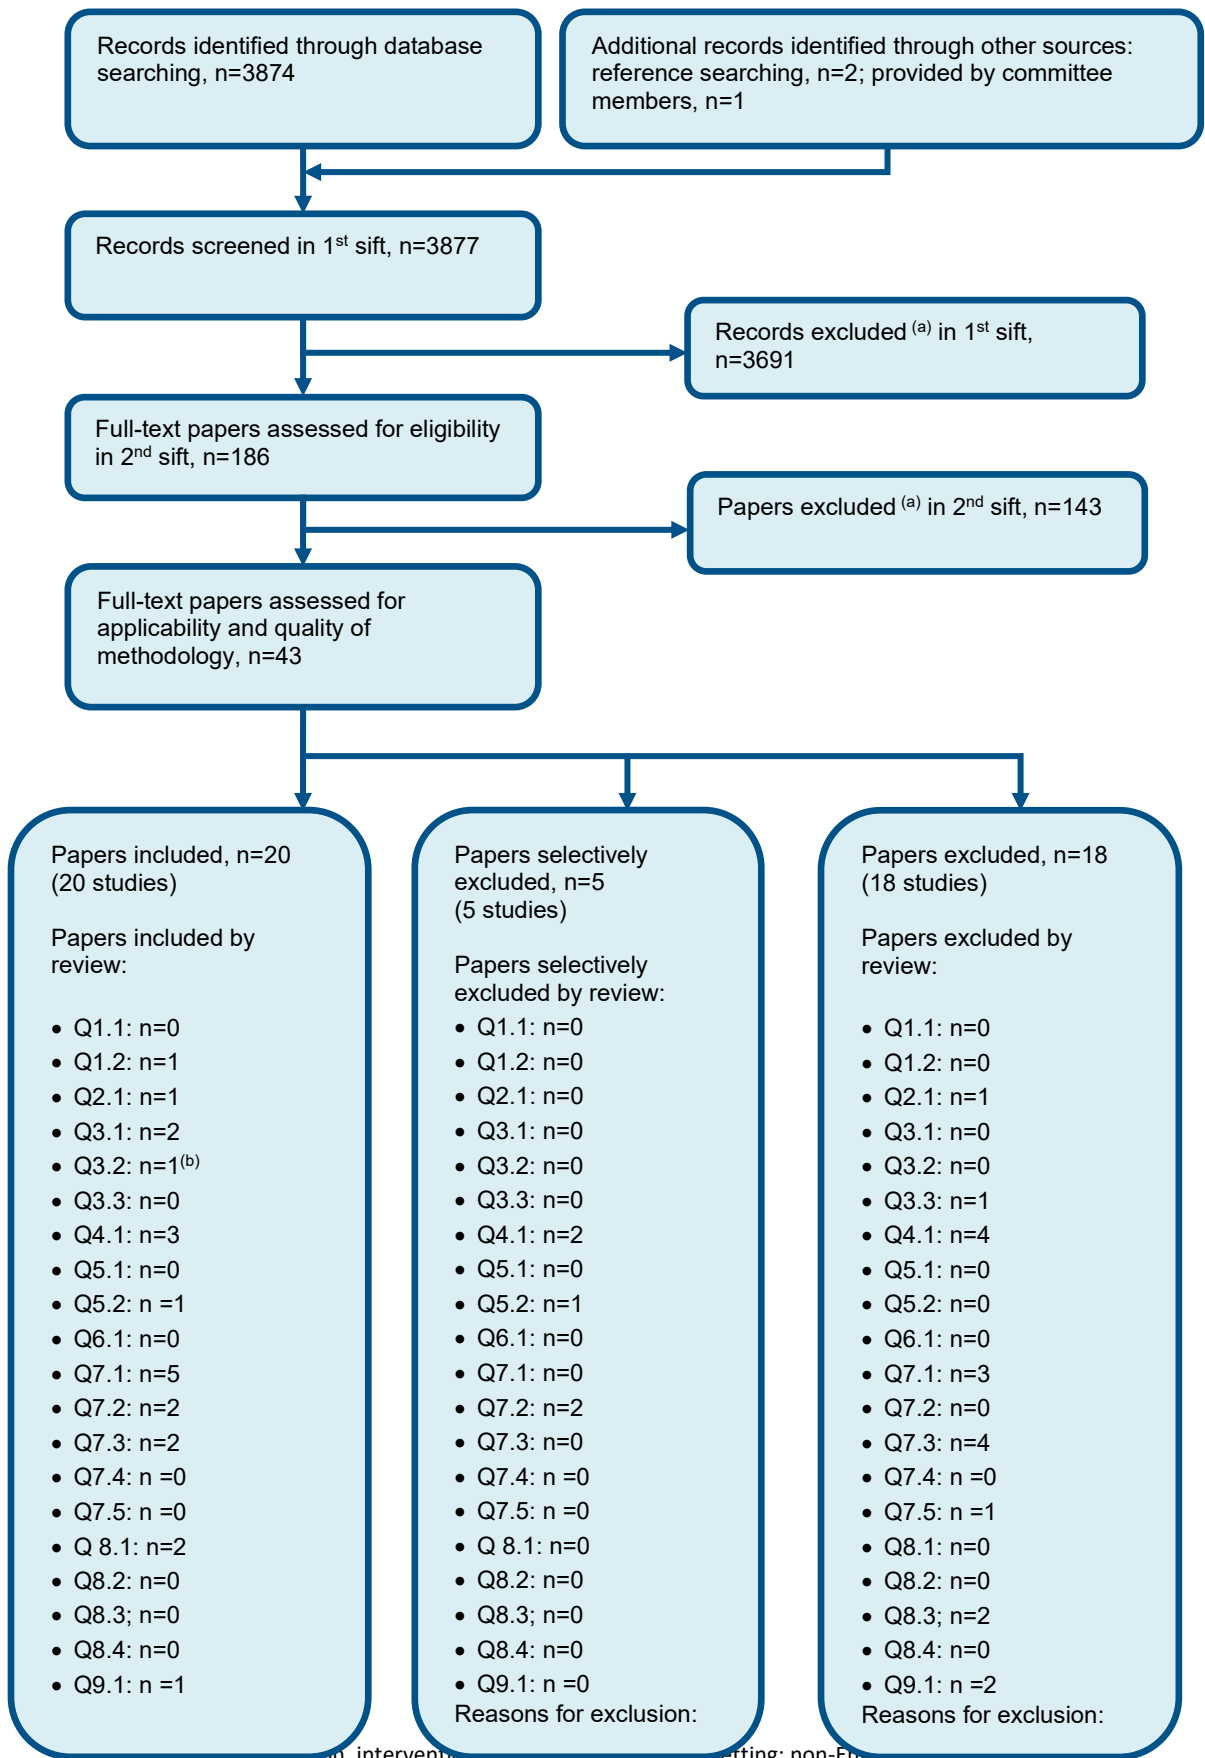 Records identified through database
searching, n=3874
Additional records identified through other sources:
reference searching, n=2; provided by committee
members, n=1
Records screened in 1st sift, n=3877
Records excluded (a) in 1st sift,
n=3691
Full-text papers assessed for eligibility
in 2nd sift, n=186
Papers excluded (a) in 2nd sift, n=143
Full-text papers assessed for
applicability and quality of
methodology, n=43
Papers included, n=20
(20 studies)
Papers included by
review:
• Q1.1: n=0
• Q1.2: n=1
• Q2.1: n=1
• Q3.1: n=2
• Q3.2: n=1(b)
• Q3.3: n=0
• Q4.1: n=3
• Q5.1: n=0
• Q5.2: n =1
• Q6.1: n=0
• Q7.1: n=5
• Q7.2: n=2
• Q7.3: n=2
• Q7.4: n =0
• Q7.5: n =0
• Q 8.1: n=2
• Q8.2: n=0
• Q8.3; n=0
• Q8.4: n=0
• Q9.1: n =1
Papers selectively
excluded, n=5
(5 studies)
Papers selectively
excluded by review:
• Q1.1: n=0
• Q1.2: n=0
• Q2.1: n=0
• Q3.1: n=0
• Q3.2: n=0
• Q3.3: n=0
• Q4.1: n=2
• Q5.1: n=0
• Q5.2: n=1
• Q6.1: n=0
• Q7.1: n=0
• Q7.2: n=2
• Q7.3: n=0
• Q7.4: n =0
• Q7.5: n =0
• Q 8.1: n=0
• Q8.2: n=0
• Q8.3; n=0
• Q8.4: n=0
• Q9.1: n =0
Reasons for exclusion:
Papers excluded, n=18
(18 studies)
Papers excluded by
review:
• Q1.1: n=0
• Q1.2: n=0
• Q2.1: n=1
• Q3.1: n=0
• Q3.2: n=0
• Q3.3: n=1
• Q4.1: n=4
• Q5.1: n=0
• Q5.2: n=0
• Q6.1: n=0
• Q7.1: n=3
• Q7.2: n=0
• Q7.3: n=4
• Q7.4: n =0
• Q7.5: n =1
• Q8.1: n=0
• Q8.2: n=0
• Q8.3; n=2
• Q8.4: n=0
• Q9.1: n =2
Reasons for exclusion: